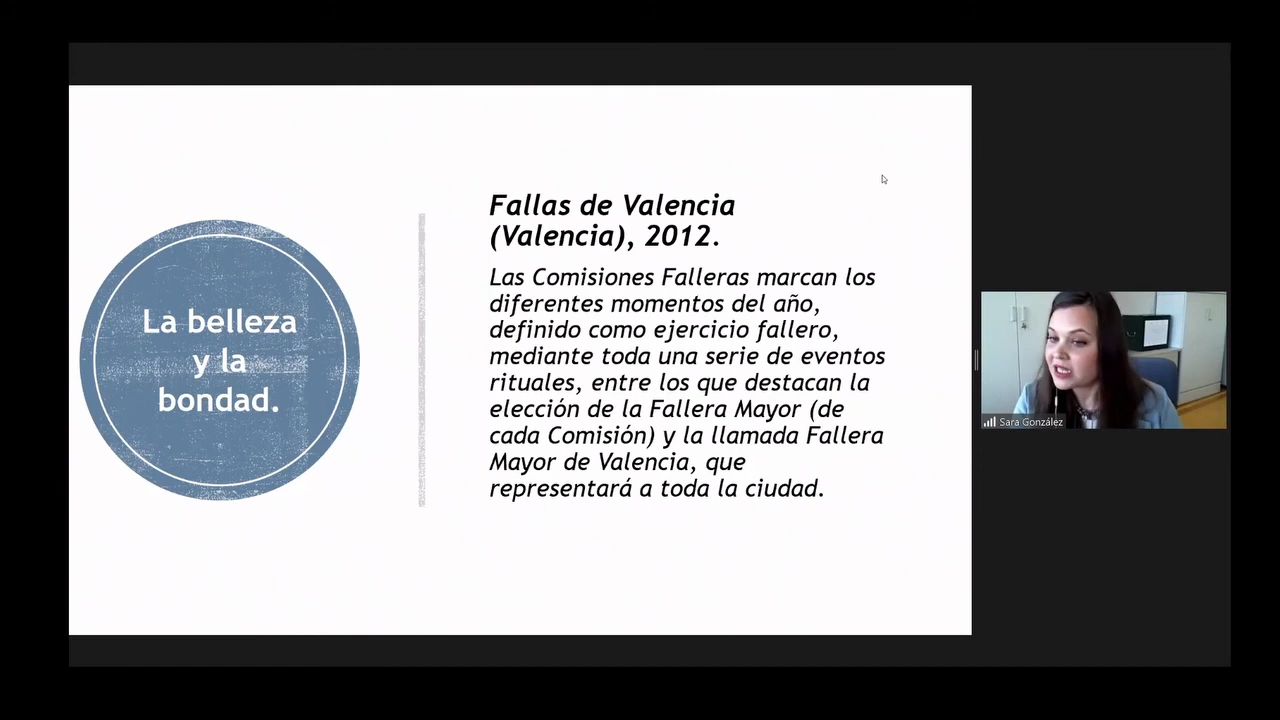 La belleza
y la
bondad.
Fallas de Valencia
(Valencia), 2012.
Las Comisiones Falleras marcan los
diferentes momentos del año,
definido como ejercicio fallero,
mediante toda una serie de eventos
rituales, entre los que destacan la
elección de la Fallera Mayor (de
cada Comisión) y la llamada Fallera
Mayor de Valencia, que
representará a toda la ciudad.
Sara González